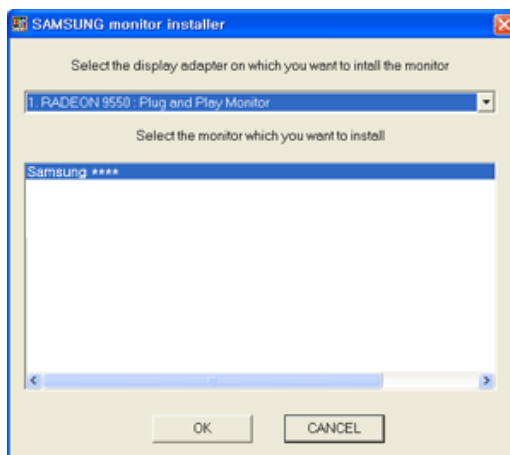 SAMSUNG monitor installer
Select the display adapter on which you want to intall the monitor
1. RADEON 9550 : Plug and Play Monitor
Select the monitor which you want to install
Samsung ****
OK
CANCEL